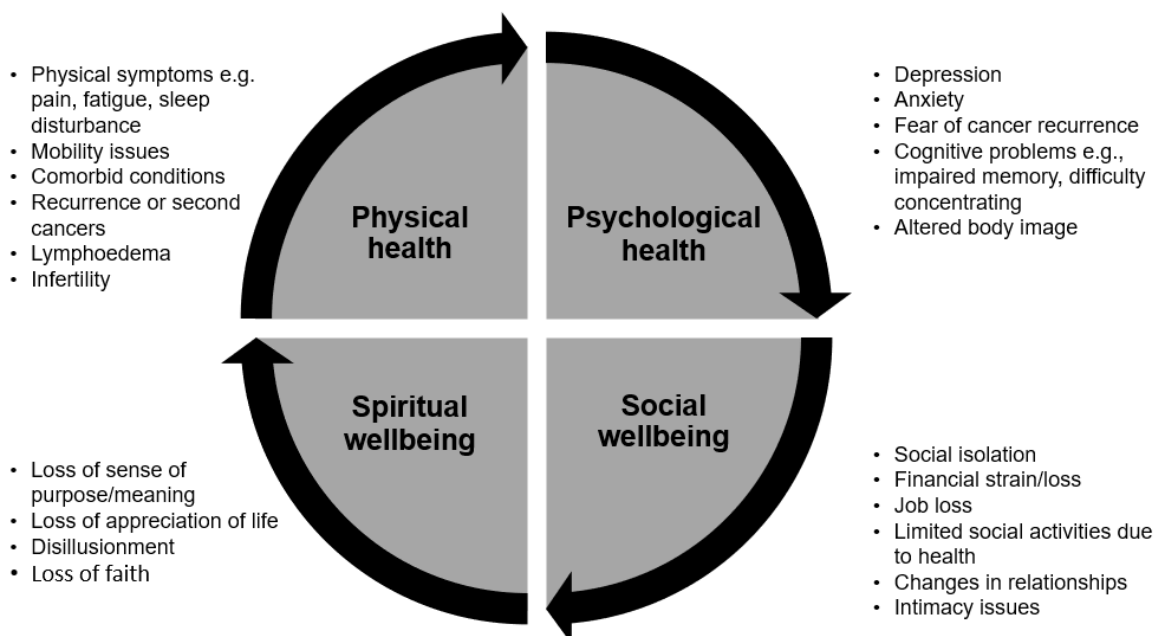 • Physical symptoms e.g.
pain, fatigue, sleep
disturbance
• Mobility issues
• Comorbid conditions
• Recurrence or second
cancers
• Lymphoedema
• Infertility
Physical
health
Psychological
health
• Depression
• Anxiety
• Fear of cancer recurrence
• Cognitive problems e.g.,
impaired memory, difficulty
concentrating
• Altered body image
• Loss of sense of
purpose/meaning
• Loss of appreciation of life
• Disillusionment
• Loss of faith
Spiritual
wellbeing
Social
wellbeing
• Social isolation
• Financial strain/loss
• Job loss
• Limited social activities due
to health
• Changes in relationships
• Intimacy issues